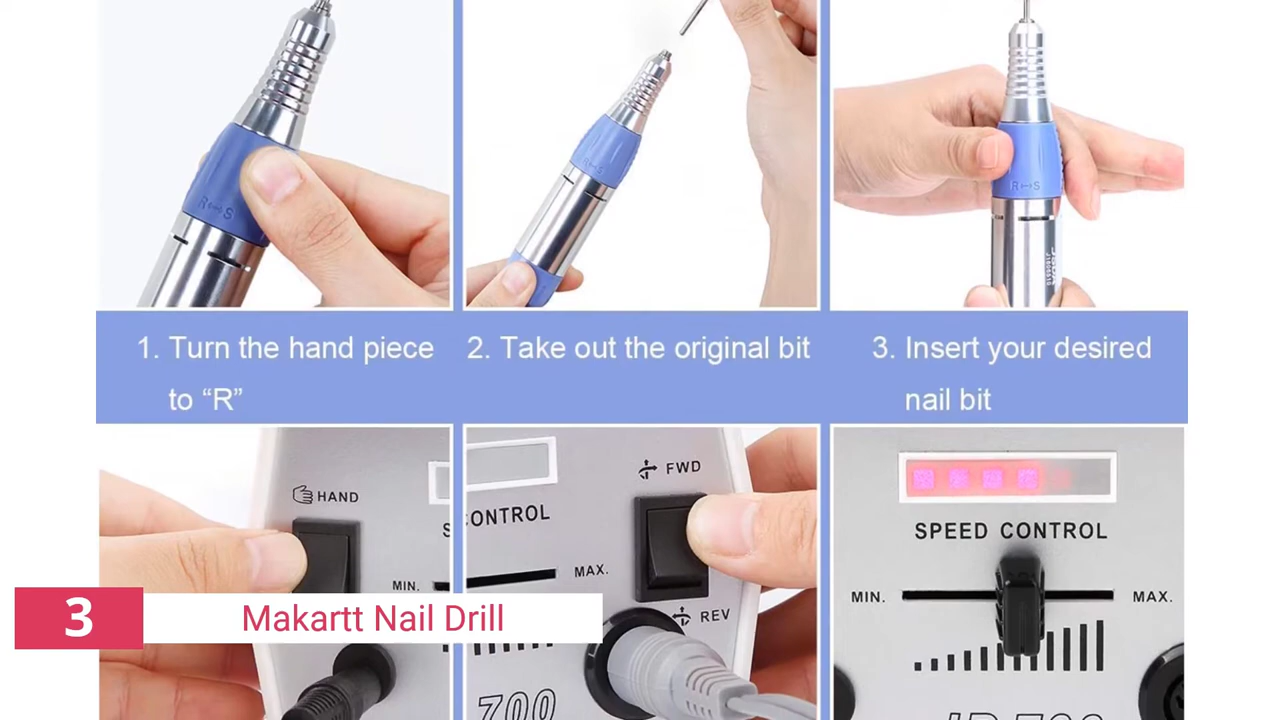 R↔S
R↔S
R↔S
1. Turn the hand piece
to “R”
2. Take out the original bit
3. Insert your desired
nail bit
HAND
MIN.
CONTROL
MAX.
FWD
REV
700
SPEED CONTROL
MIN.
MAX.
3
Makartt Nail Drill